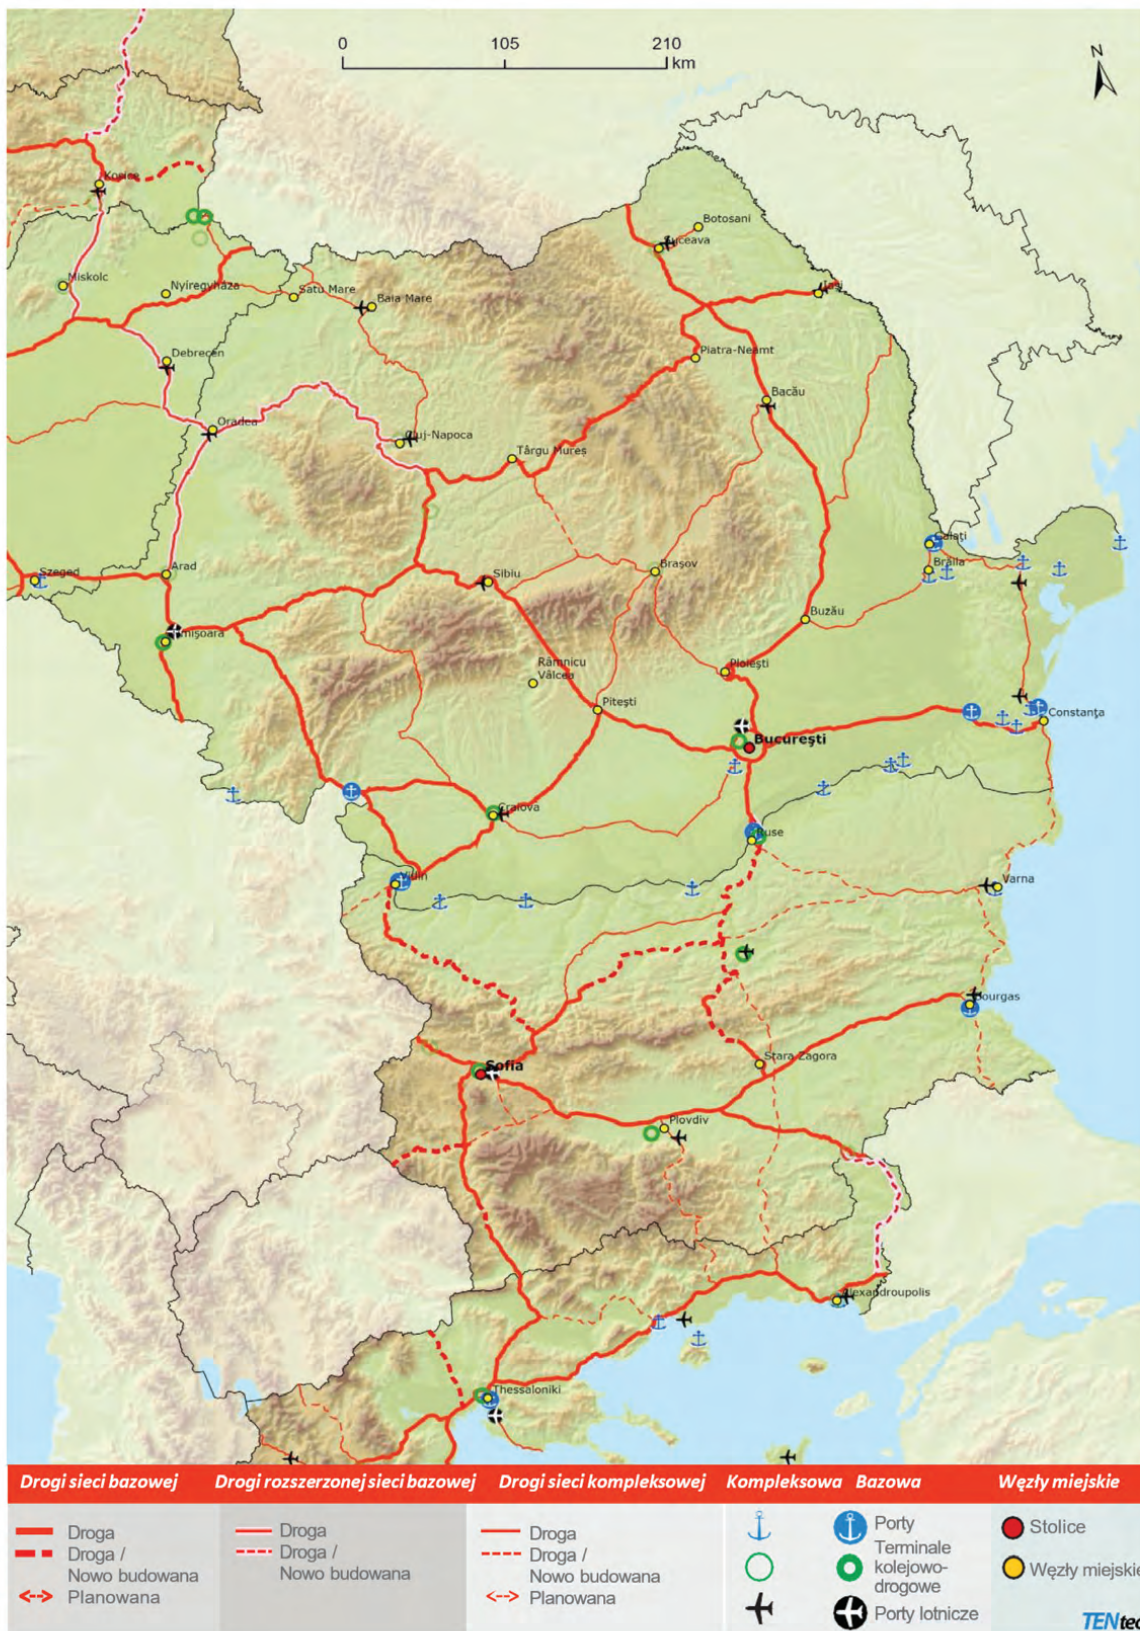 0 105 210
km
N
Kosice
Botosani
Suceava
Miskolc
Nyíregyháza
Satu Mare
Baia Mare
Iași
Debrecen
Piatra-Neamt
Bacău
Oradea
Cluj-Napoca
Târgu Mureș
Galați
Szeged
Arad
Sibiu
Brașov
Brăila
Buzău
Timișoara
Râmnicu
Vâlcea
Ploiești
Pitești
Constanța
București
Craiova
Ruse
Vidin
Varna
Bourgas
Stara Zagora
Sofia
Plovdiv
Alexandroupolis
Thessaloniki
Drogi sieci bazowej Drogi rozszerzonej sieci bazowej Drogi sieci kompleksowej Kompleksowa Bazowa Węzły miejskie
Droga
Droga /
Nowo budowana
Planowana
Droga
Droga /
Nowo budowana
Droga
Droga /
Nowo budowana
Planowana
Porty
Terminale
kolejowo-
drogowe
Porty lotnicze
Stolice
Węzły miejskie
TENtec